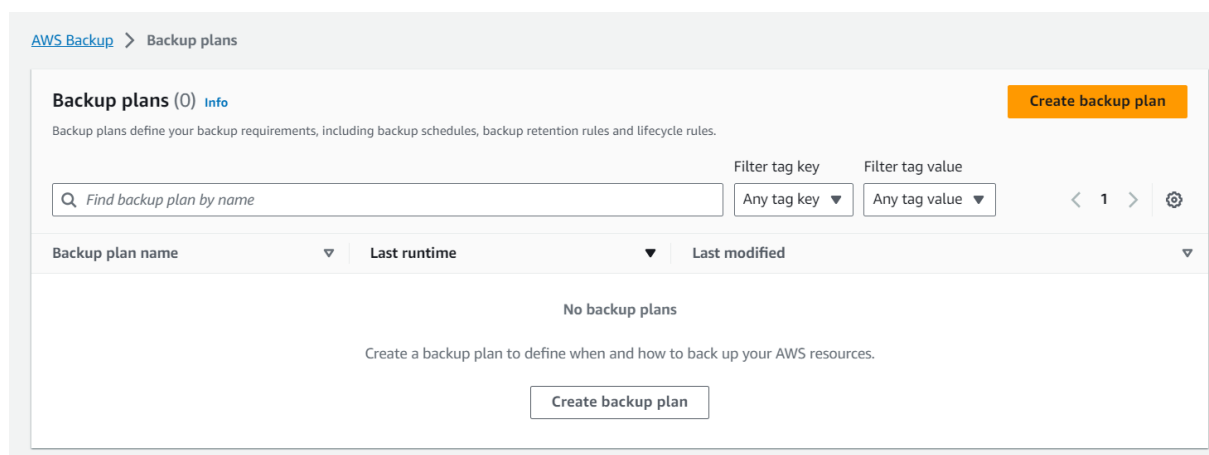 AWS Backup > Backup plans
Backup plans (0) Info
Create backup plan
Backup plans define your backup requirements, including backup schedules, backup retention rules and lifecycle rules.
Filter tag key Filter tag value
Find backup plan by name Any tag key Any tag value 1
Backup plan name Last runtime Last modified
No backup plans
Create a backup plan to define when and how to back up your AWS resources.
Create backup plan